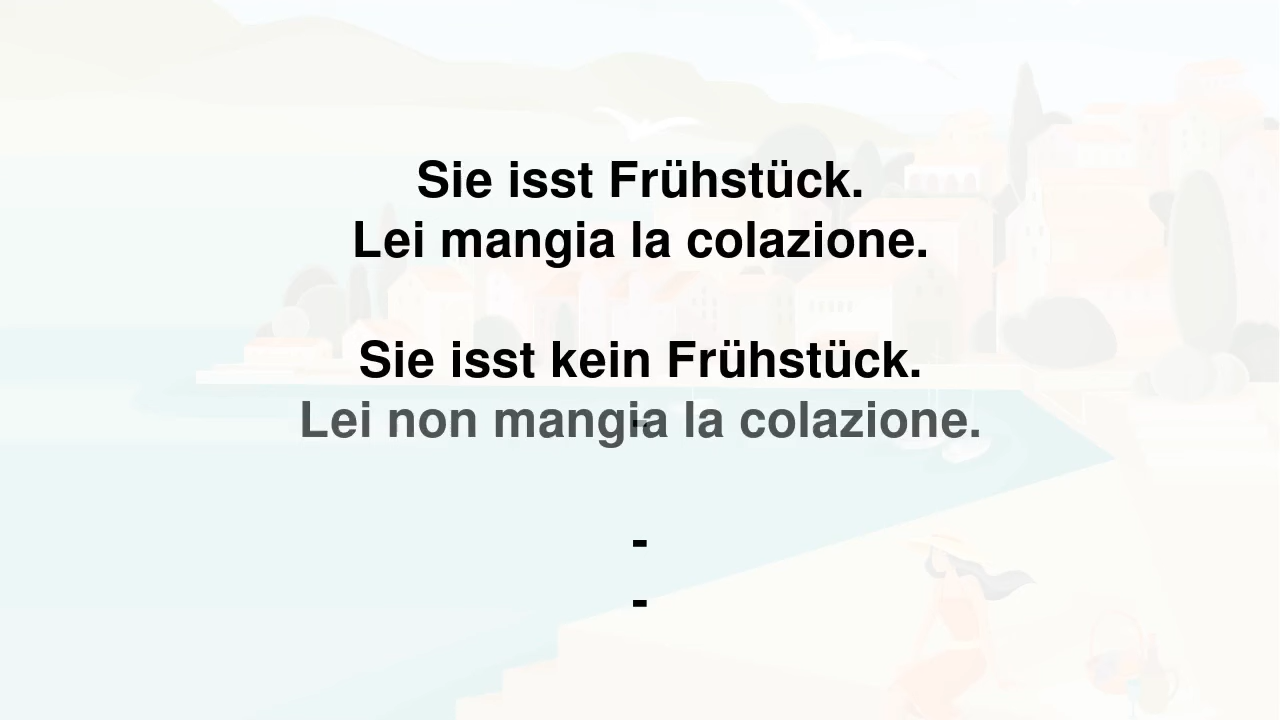 Sie isst Frühstück.
Lei mangia la colazione.
Sie isst kein Frühstück.
Lei non mangia la colazione.
-
-